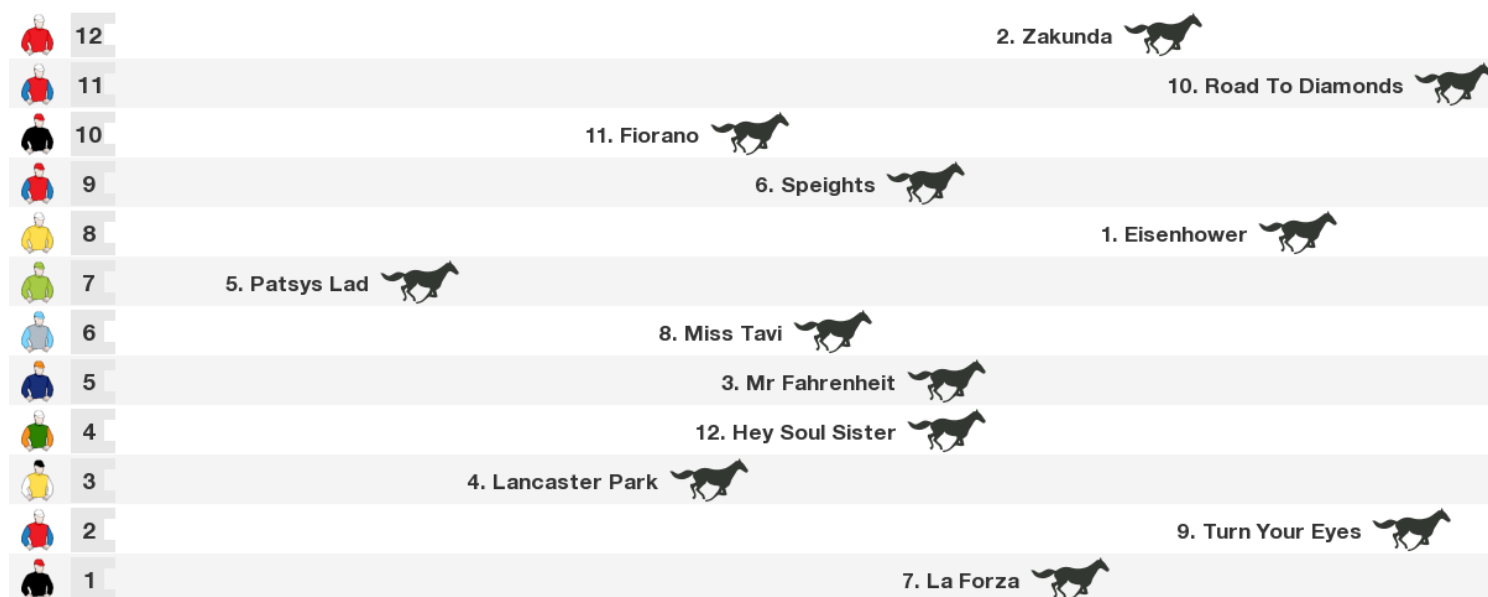 12 2. Zakunda
11 10. Road To Diamonds
10 11. Fiorano
9 6. Speights
8 1. Eisenhower
7 5. Patsys Lad
6 8. Miss Tavi
5 3. Mr Fahrenheit
4 12. Hey Soul Sister
3 4. Lancaster Park
2 9. Turn Your Eyes
1 7. La Forza